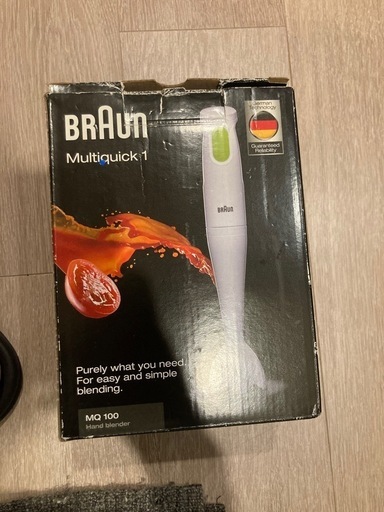 BRAUN
Multiquick 1
German Technology
Guaranteed
Reliability
BRAUN
Purely what you need.
For easy and simple
blending.
MQ 100
Hand blender